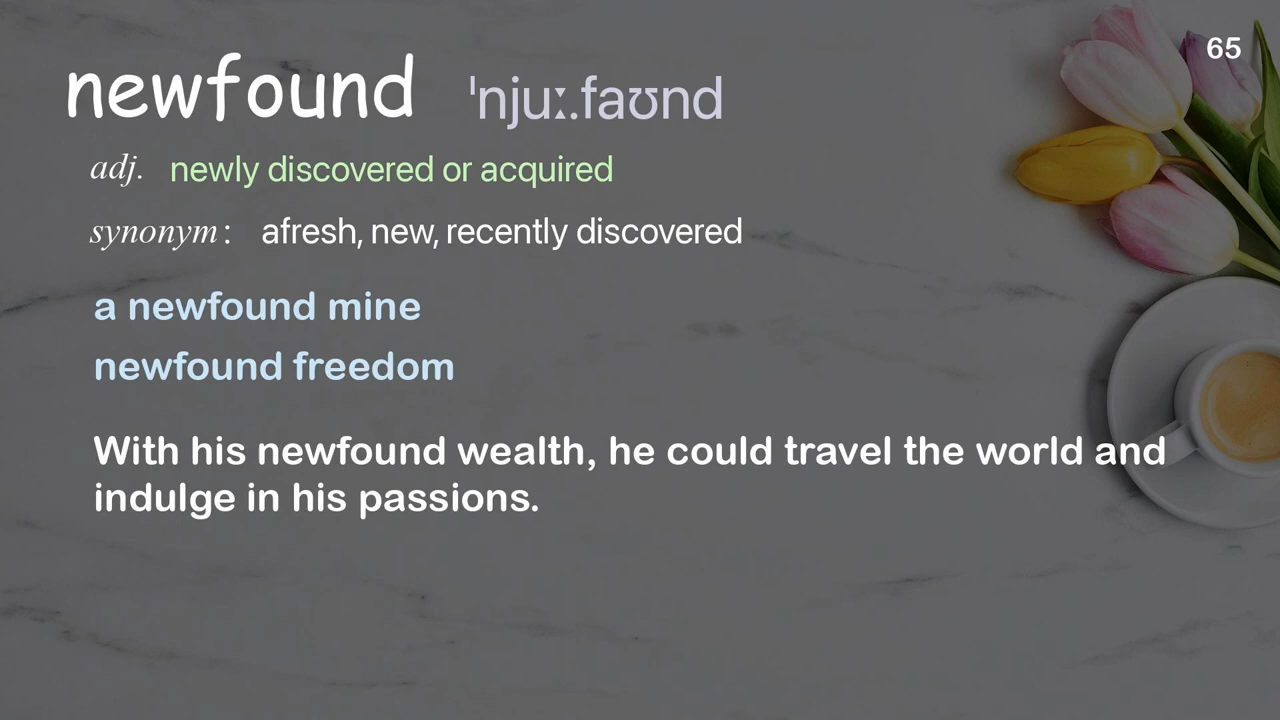 65
newfound ˈnjuː.faʊnd
adj. newly discovered or acquired
synonym: afresh, new, recently discovered
a newfound mine
newfound freedom
With his newfound wealth, he could travel the world and
indulge in his passions.